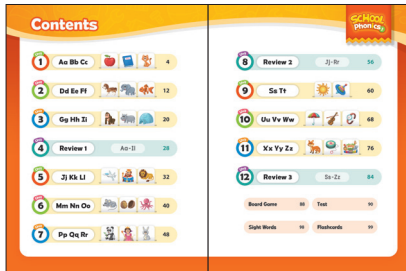 Contents
1 Aa Bb Cc 4
2 Dd Ee Ff 12
3 Gg Hh Ii 20
4 Review 1 Aa-Ii 28
5 Jj Kk Ll 32
6 Mm Nn Oo 40
7 Pp Qq Rr 48
SCHOOL
phonics
8 Review 2 Jj-Rr 56
9 Ss Tt 60
10 Uu Vv Ww 68
11 Xx Yy Zz 76
12 Review 3 Ss-Zz 84
Board Game 88 Test 90
Sight Words 99 Flashcards